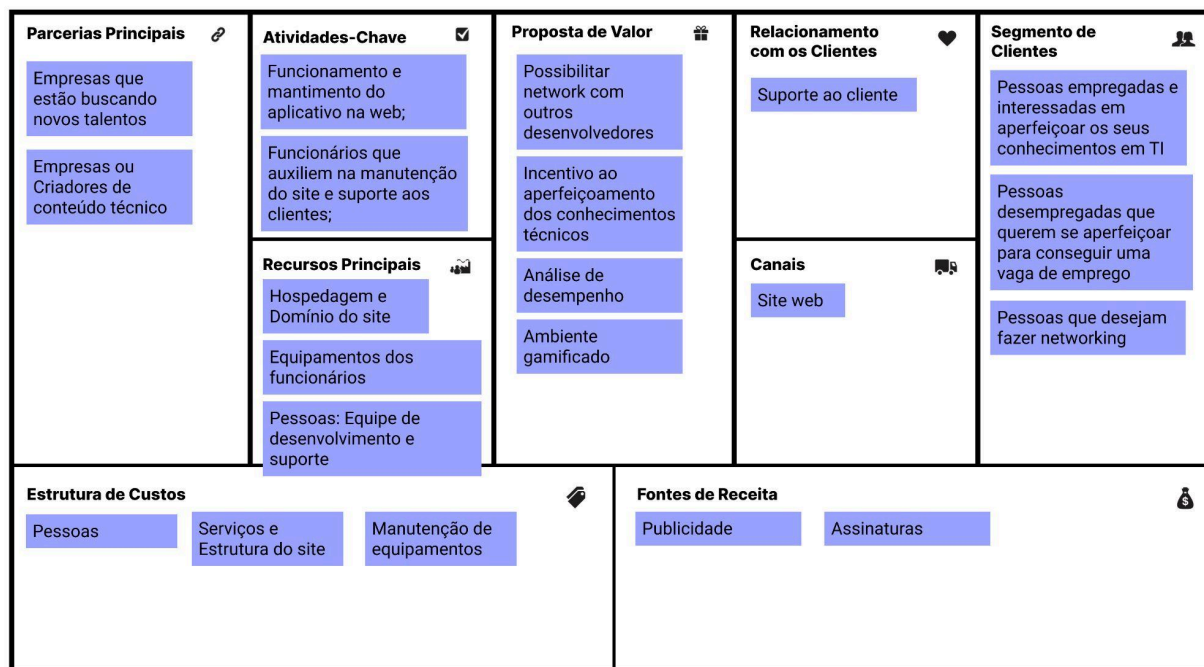 Parcerias Principais
Empresas que
estão buscando
novos talentos
Empresas ou
Criadores de
conteúdo técnico
Atividades-Chave
Funcionamento e
mantimento do
aplicativo na web;
Funcionários que
auxiliem na manutenção
do site e suporte aos
clientes;
Recursos Principais
Hospedagem e
Domínio do site
Equipamentos dos
funcionários
Pessoas: Equipe de
desenvolvimento e
suporte
Proposta de Valor
Possibilitar
network com
outros
desenvolvedores
Incentivo ao
aperfeiçoamento
dos conhecimentos
técnicos
Análise de
desempenho
Ambiente
gamificado
Relacionamento
com os Clientes
Suporte ao cliente
Canais
Site web
Segmento de
Clientes
Pessoas empregadas e
interessadas em
aperfeiçoar os seus
conhecimentos em TI
Pessoas
desempregadas que
querem se aperfeiçoar
para conseguir uma
vaga de emprego
Pessoas que desejam
fazer networking
Estrutura de Custos
Pessoas
Serviços e
Estrutura do site
Manutenção de
equipamentos
Fontes de Receita
Publicidade
Assinaturas